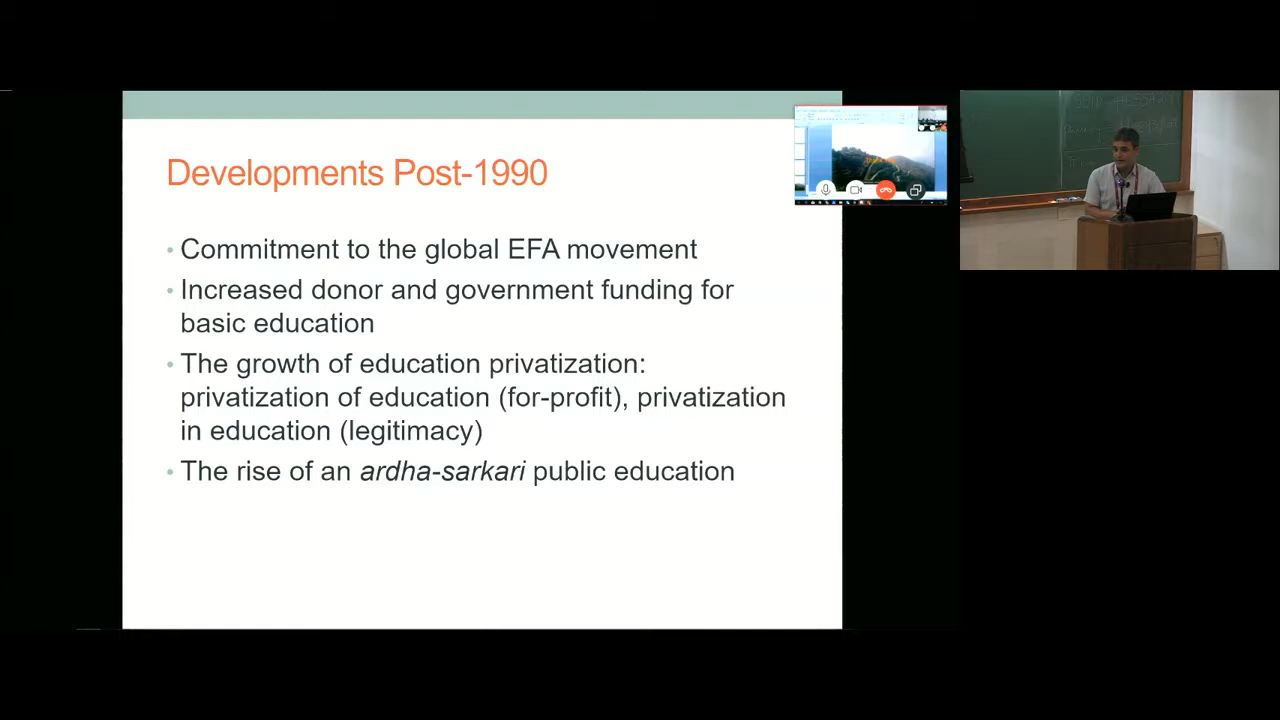 Developments Post-1990
• Commitment to the global EFA movement
• Increased donor and government funding for
basic education
• The growth of education privatization:
privatization of education (for-profit), privatization
in education (legitimacy)
• The rise of an ardha-sarkari public education